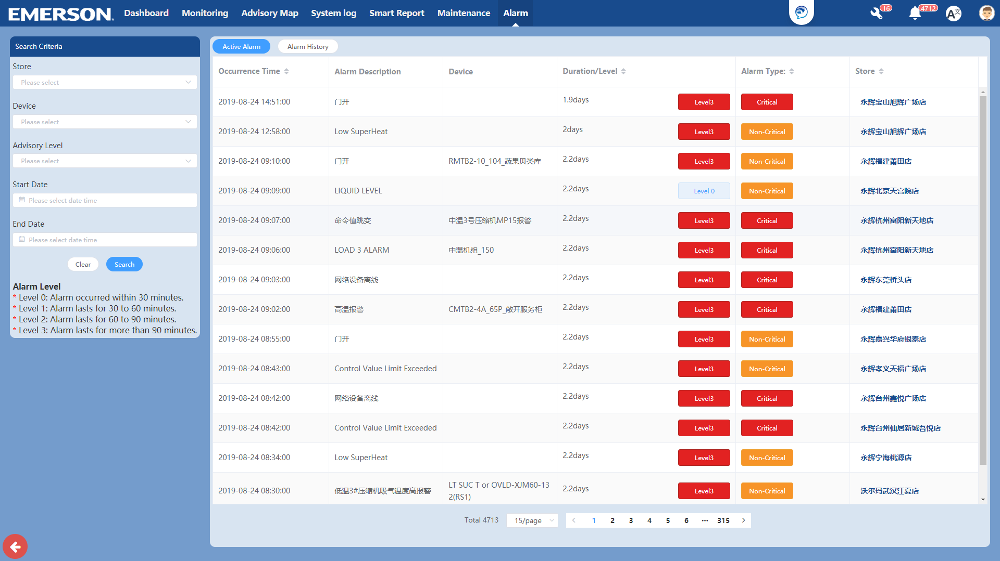 EMERSON.
Dashboard Monitoring Advisory Map System log Smart Report Maintenance Alarm
16
4712
Search Criteria
Store
Please select
Device
Please select
Advisory Level
Please select
Start Date
Please select date time
End Date
Please select date time
Clear Search
Alarm Level
* Level 0: Alarm occurred within 30 minutes.
* Level 1: Alarm lasts for 30 to 60 minutes.
* Level 2: Alarm lasts for 60 to 90 minutes.
* Level 3: Alarm lasts for more than 90 minutes.
Active Alarm Alarm History
Occurrence Time Alarm Description Device Duration/Level Alarm Type: Store
2019-08-24 14:51:00 门开 1.9days Level3 Critical 永辉宝山旭辉广场店
2019-08-24 12:58:00 Low SuperHeat 2days Level3 Non-Critical 永辉宝山旭辉广场店
2019-08-24 09:10:00 门开 RMTB2-10_104_蔬果贝类库 2.2days Level3 Non-Critical 永辉福建莆田店
2019-08-24 09:09:00 LIQUID LEVEL 2.2days Level 0 Non-Critical 永辉北京天宫院店
2019-08-24 09:07:00 命令值跳变 中温3号压缩机MP15报警 2.2days Level3 Critical 永辉杭州富阳新天地店
2019-08-24 09:06:00 LOAD 3 ALARM 中温机组_150 2.2days Level3 Critical 永辉杭州富阳新天地店
2019-08-24 09:03:00 网络设备离线 2.2days Level3 Critical 永辉东莞桥头店
2019-08-24 09:02:00 高温报警 CMTB2-4A_65P_敞开服务柜 2.2days Level3 Critical 永辉福建莆田店
2019-08-24 08:55:00 门开 2.2days Level3 Non-Critical 永辉嘉兴华府银泰店
2019-08-24 08:43:00 Control Value Limit Exceeded 2.2days Level3 Non-Critical 永辉孝义天福广场店
2019-08-24 08:42:00 网络设备离线 2.2days Level3 Critical 永辉台州鑫悦广场店
2019-08-24 08:42:00 Control Value Limit Exceeded 2.2days Level3 Critical 永辉台州仙居新城吾悦店
2019-08-24 08:34:00 Low SuperHeat 2.2days Level3 Non-Critical 永辉宁海桃源店
2019-08-24 08:30:00 低温3#压缩机吸气温度高报警 LT SUC T or OVLD-XJM60-13 2.2days Level3 Non-Critical 沃尔玛武汉江夏店
2(RS1)
Total 4713 15/page 1 2 3 4 5 6 ··· 315